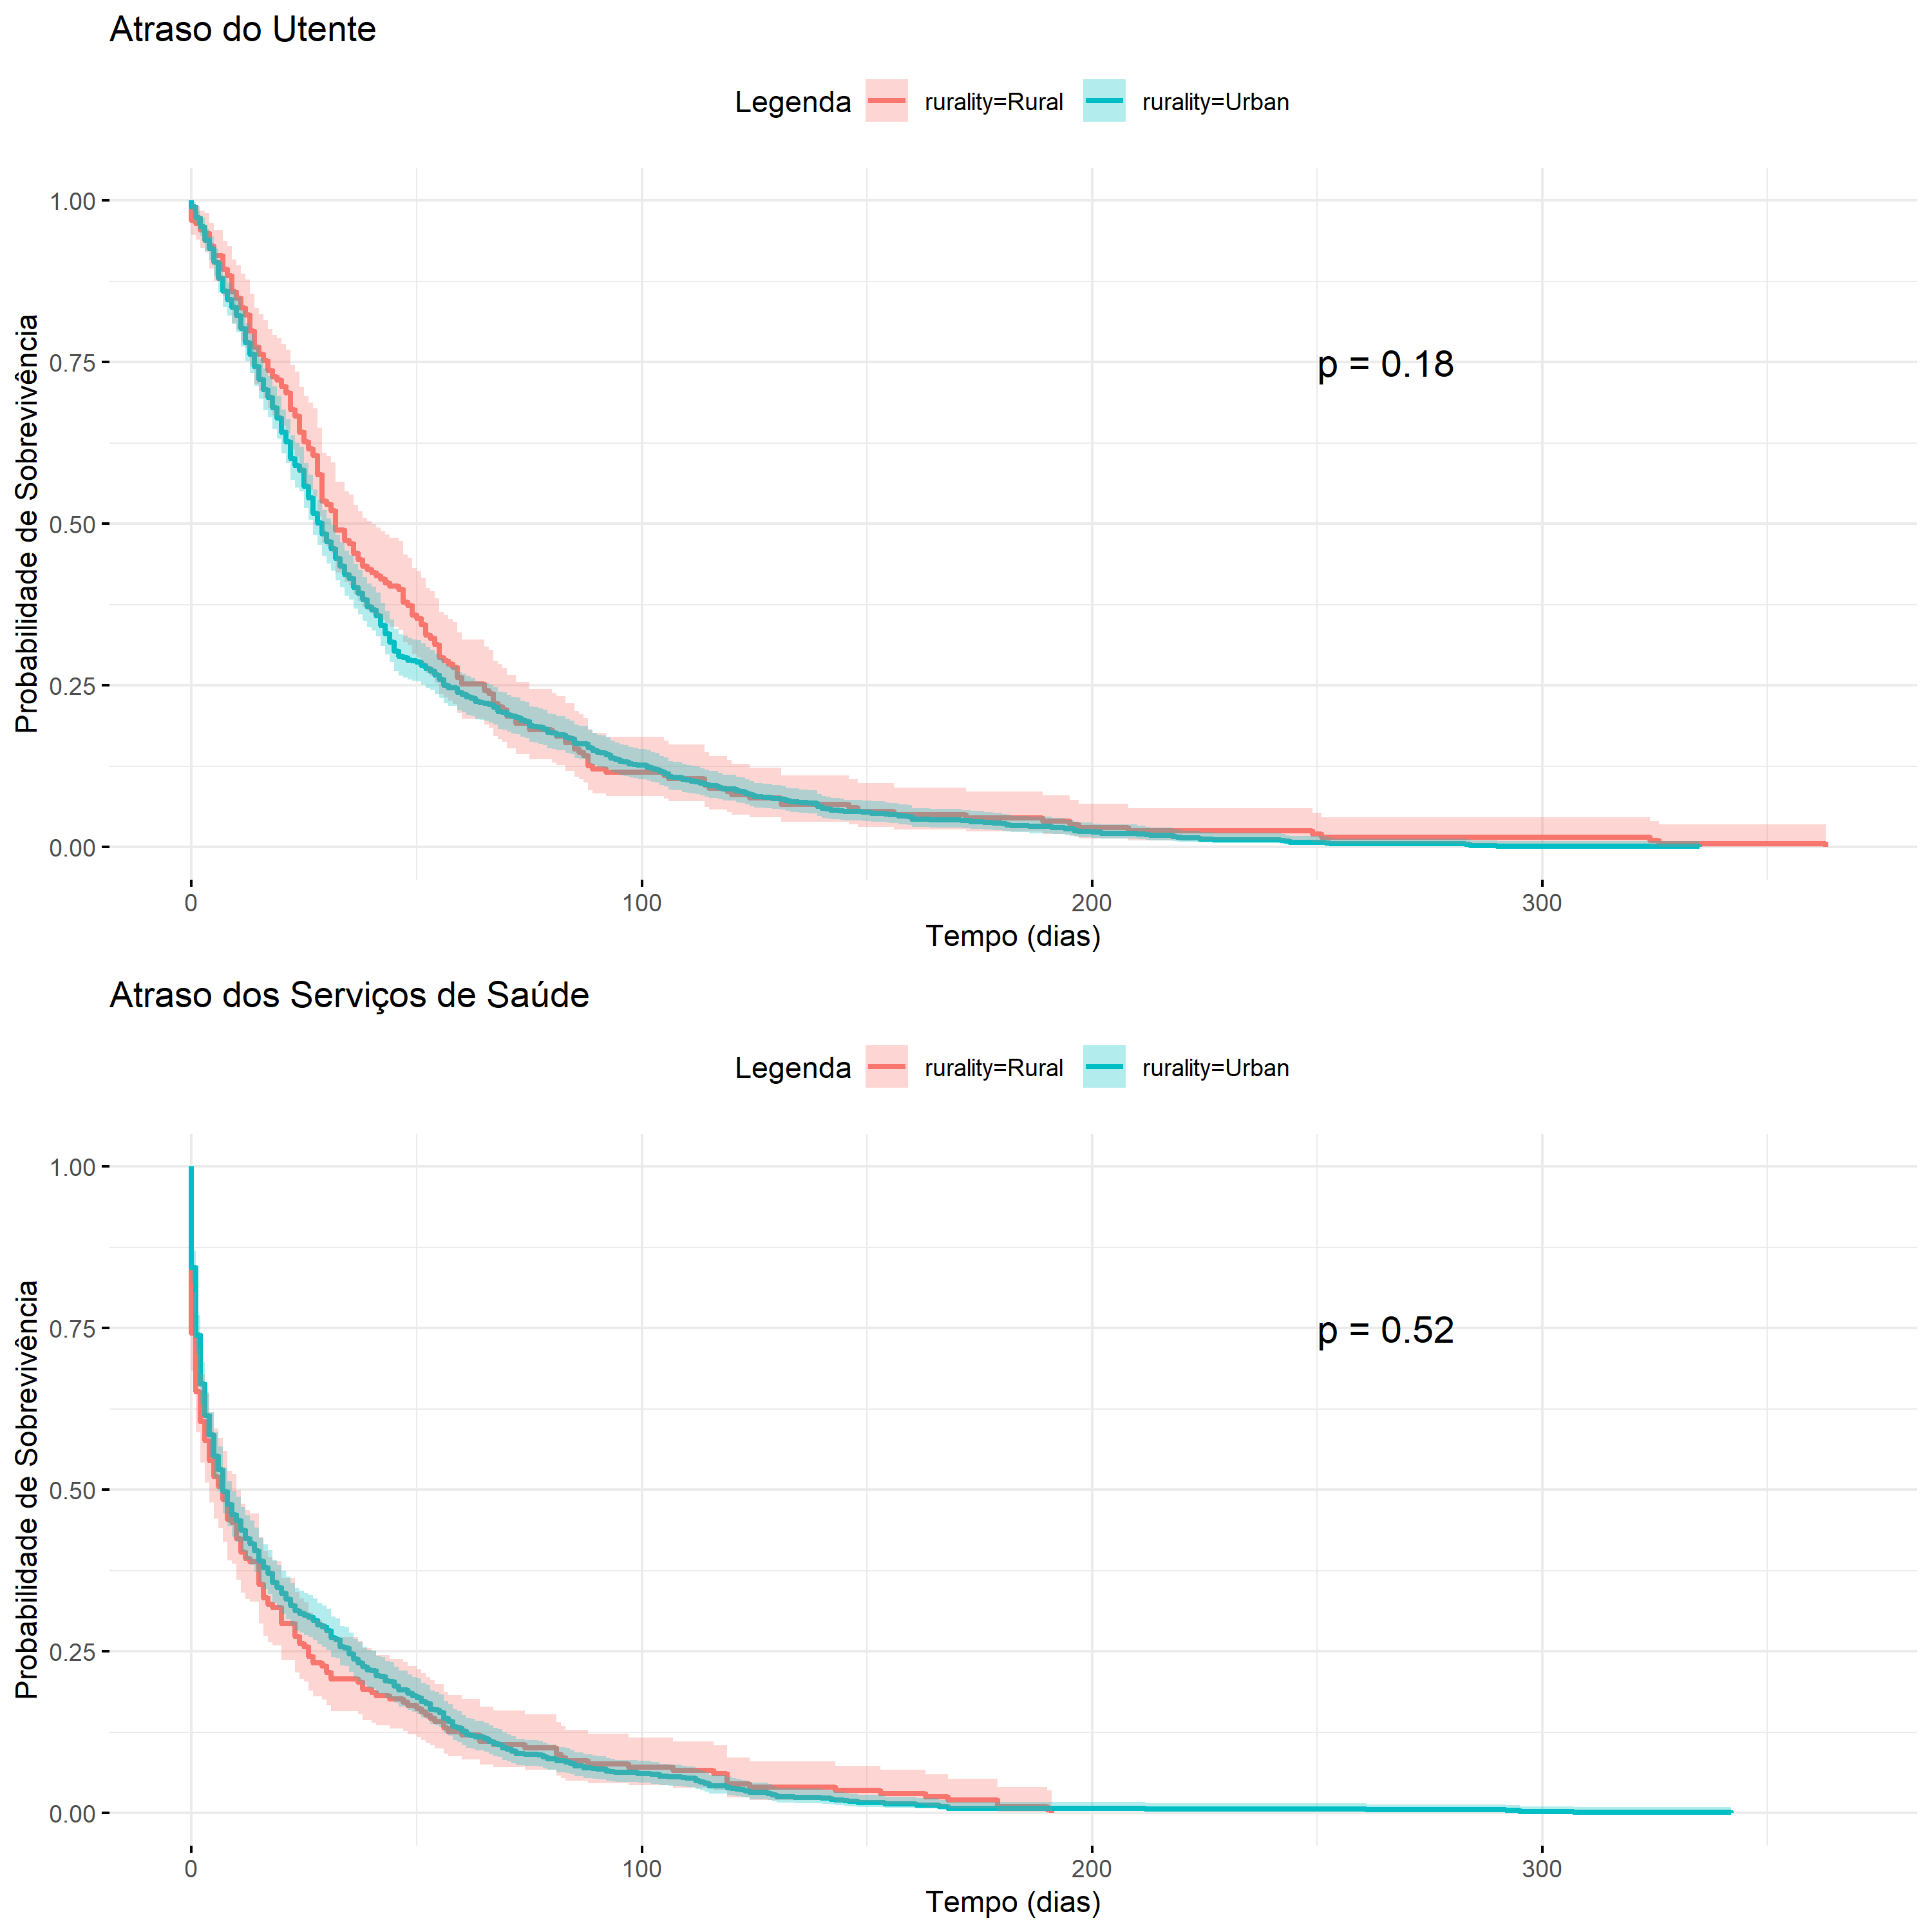 Atraso do Utente
Legenda rurality=Rural rurality=Urban
1.00
0.75
0.50
0.25
0.00
Probabilidade de Sobrevivência
p = 0.18
0 100 200 300
Tempo (dias)
Atraso dos Serviços de Saúde
Legenda rurality=Rural rurality=Urban
1.00
0.75
0.50
0.25
0.00
Probabilidade de Sobrevivência
p = 0.52
0 100 200 300
Tempo (dias)